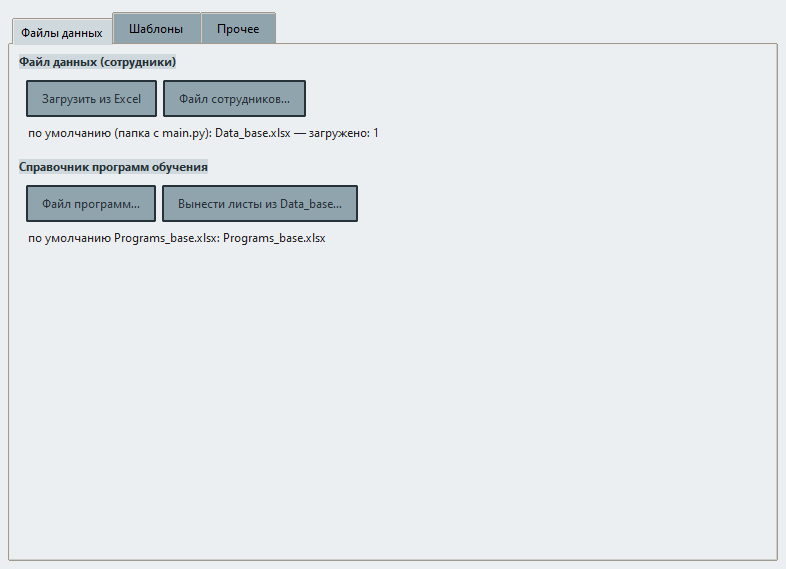 Файлы данных
Шаблоны
Прочее
Файл данных (сотрудники)
Загрузить из Excel
Файл сотрудников...
по умолчанию (папка с main.py): Data_base.xlsx — загружено: 1
Справочник программ обучения
Файл программ...
Вынести листы из Data_base...
по умолчанию Programs_base.xlsx: Programs_base.xlsx